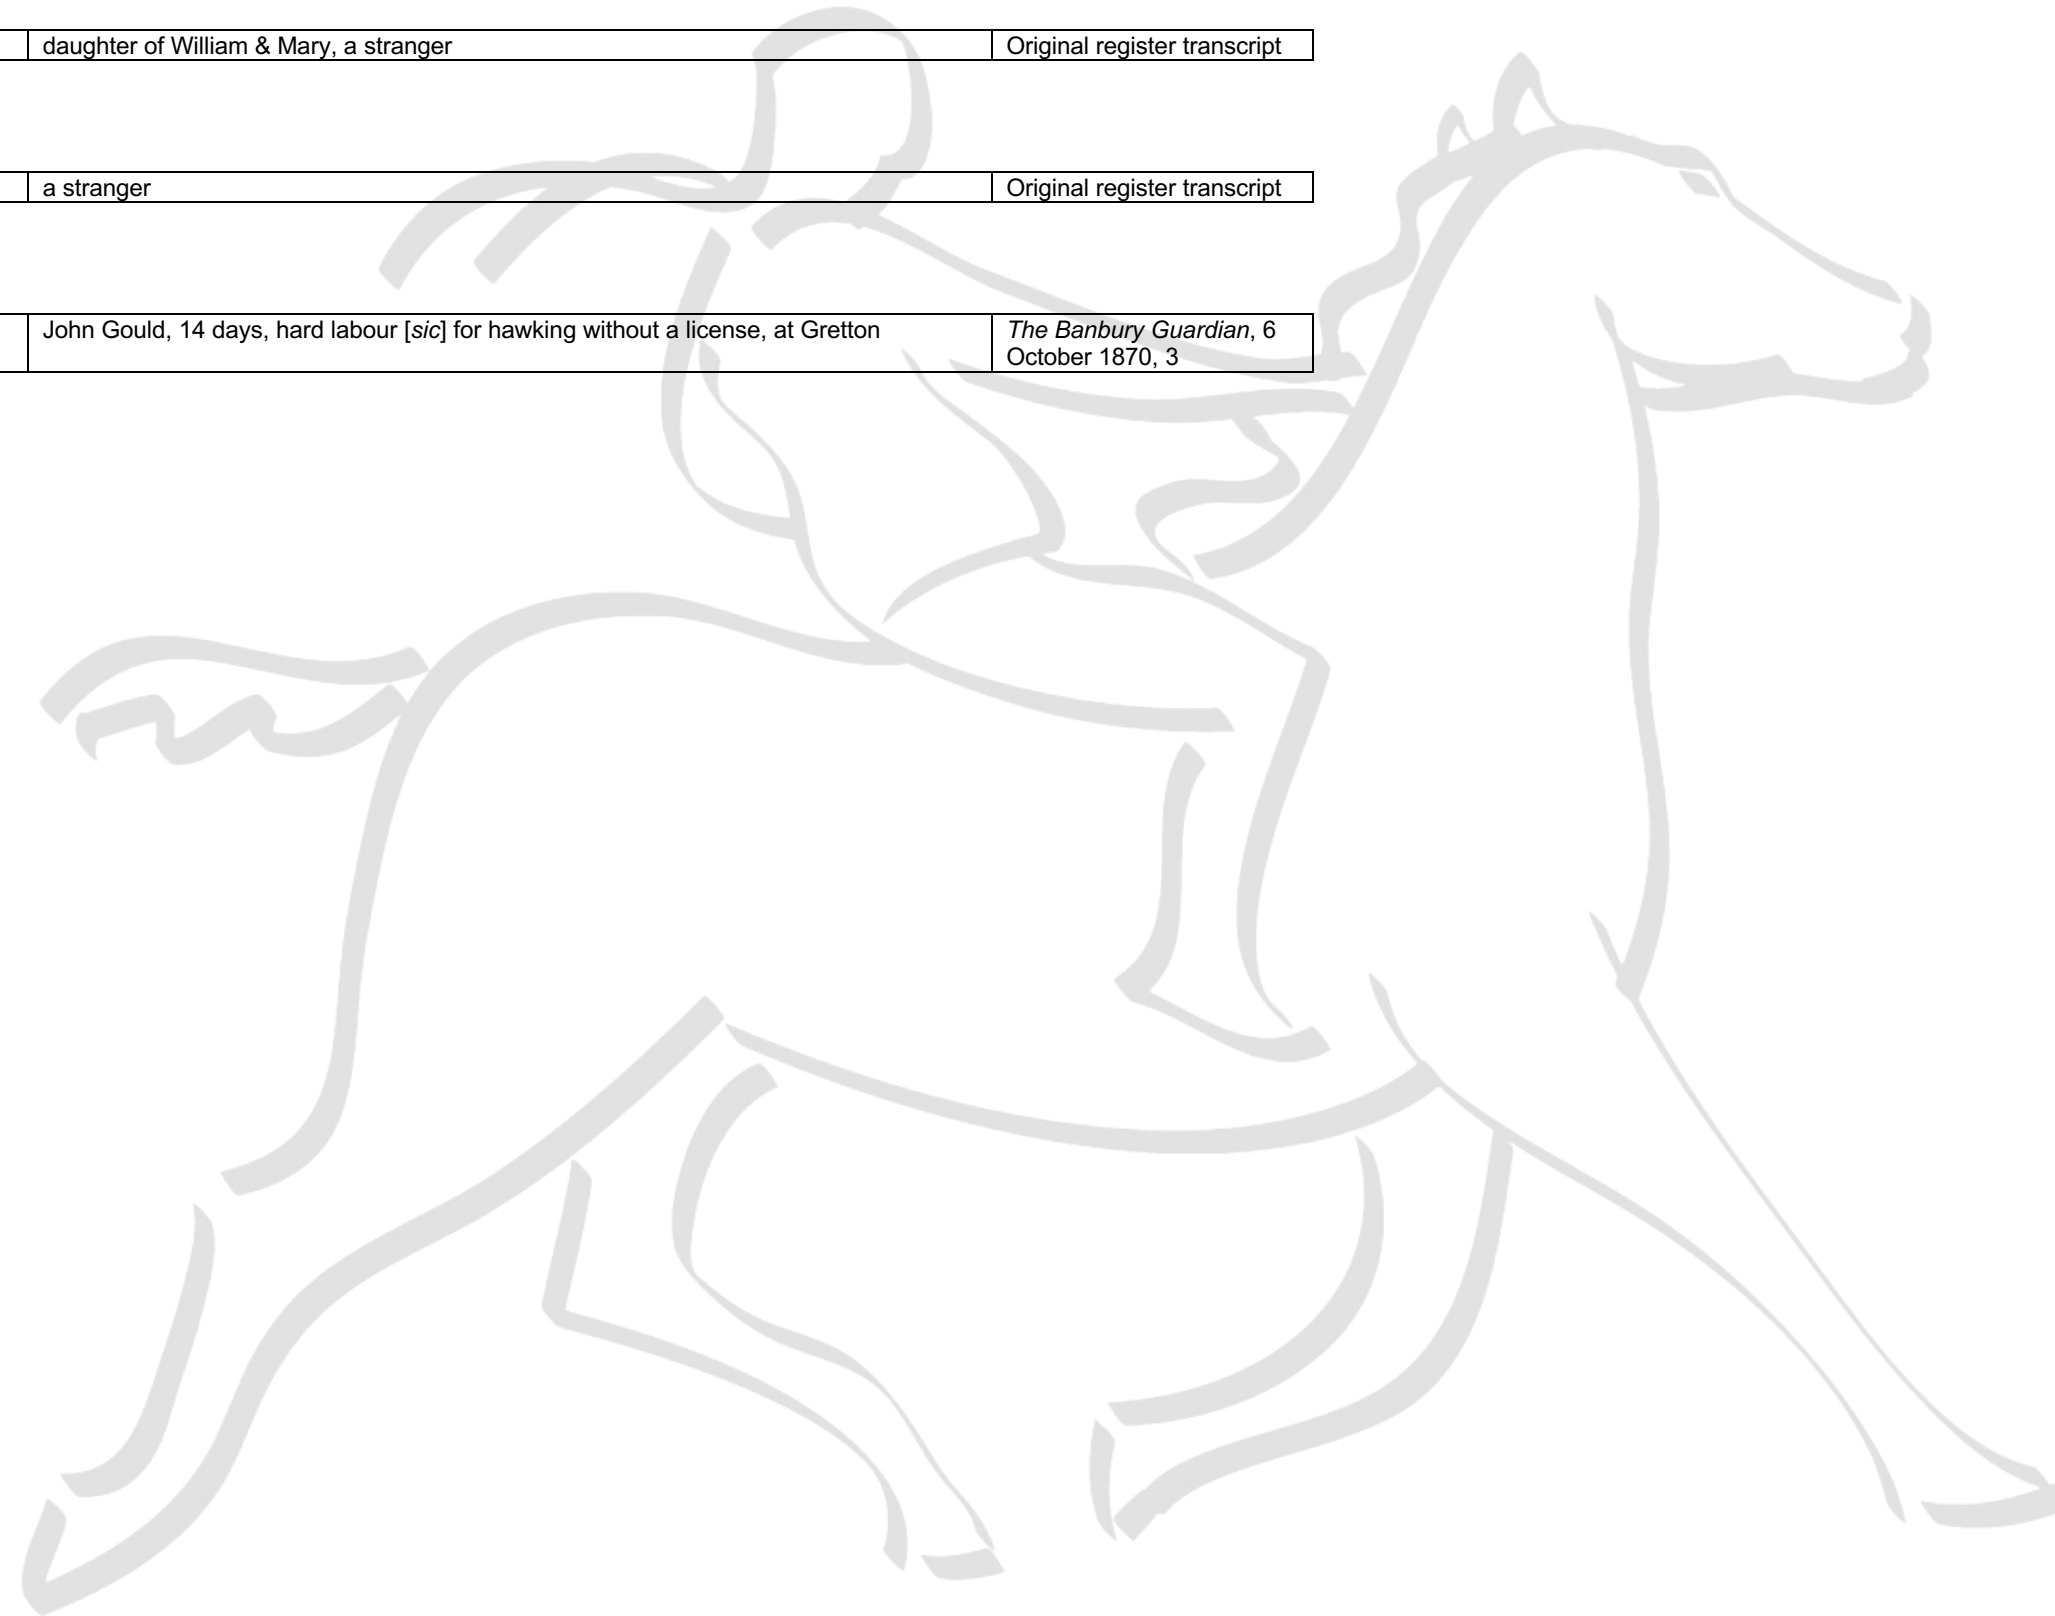 daughter of William & Mary, a stranger
Original register transcript
a stranger
Original register transcript
John Gould, 14 days, hard labour [sic] for hawking without a license, at Gretton
The Banbury Guardian, 6
October 1870, 3